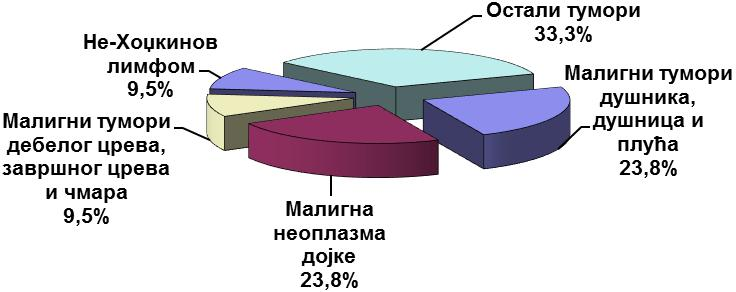 Остали тумори
33,3%
Не-Хоџкинов
лимфом
9,5%
Малигни тумори
душника,
душница и
плућа
23,8%
Малигни тумори
дебелог црева,
завршног црева
и чмара
9,5%
Малигна
неоплазма
дојке
23,8%